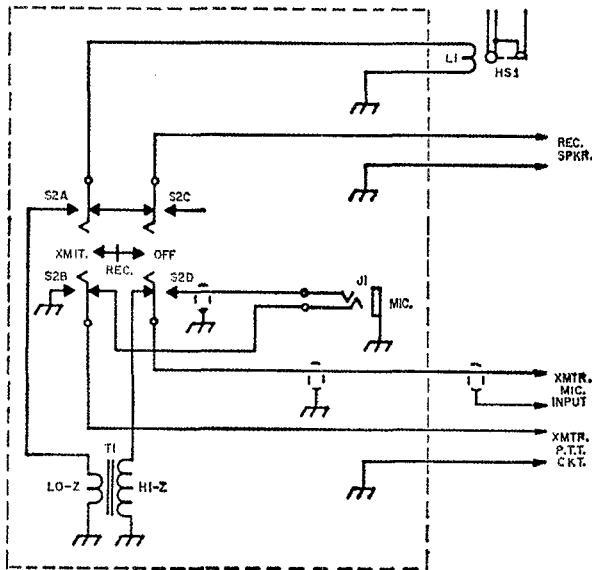 L1
HS1
REC.
SPKR.
S2A
S2C
XMIT.
REC.
OFF
S2B
S2D
J1
MIC.
XMTR.
MIC.
INPUT
XMTR.
P.T.T.
CKT.
T1
LO-Z
HI-Z